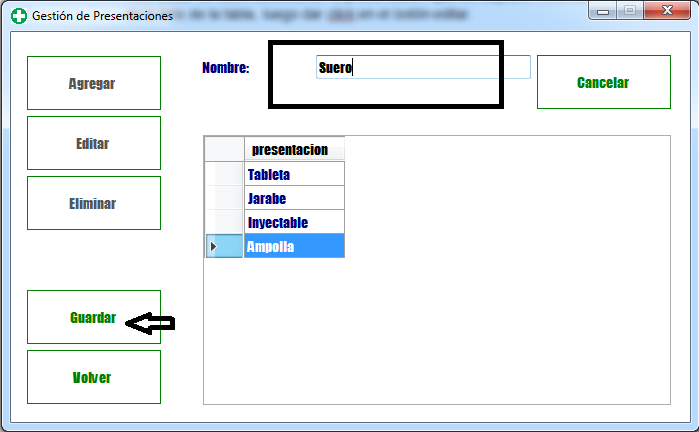 de la tabla, luego dar click en el botón editar
Gestión de Presentaciones
Agregar
Nombre:
Suero
Cancelar
Editar
presentacion
Tableta
Jarabe
Eliminar
Inyectable
Ampolla
Guardar
Volver